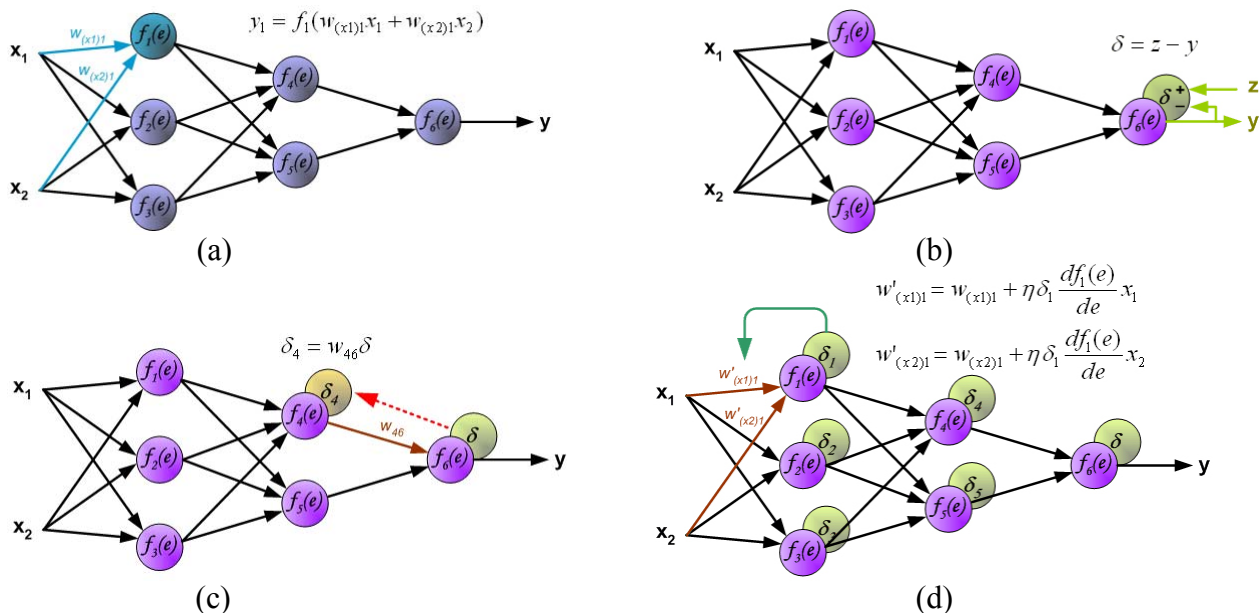 y₁ = f₁(w₍ₓ₁₎₁x₁ + w₍ₓ₂₎₁x₂)
w₍ₓ₁₎₁
w₍ₓ₂₎₁
x₁
x₂
f₁(e)
f₂(e)
f₃(e)
f₄(e)
f₅(e)
f₆(e)
y
(a)
δ = z − y
x₁
x₂
f₁(e)
f₂(e)
f₃(e)
f₄(e)
f₅(e)
f₆(e)
δ + −
z
y
(b)
δ₄ = w₄₆δ
x₁
x₂
f₁(e)
f₂(e)
f₃(e)
f₄(e)
δ₄
w₄₆
f₅(e)
f₆(e)
δ
y
(c)
w'₍ₓ₁₎₁ = w₍ₓ₁₎₁ + ηδ₁ df₁(e)/de x₁
w'₍ₓ₂₎₁ = w₍ₓ₂₎₁ + ηδ₁ df₁(e)/de x₂
w'₍ₓ₁₎₁
w'₍ₓ₂₎₁
x₁
x₂
f₁(e)
δ₁
f₂(e)
δ₂
f₃(e)
δ₃
f₄(e)
δ₄
f₅(e)
δ₅
f₆(e)
δ
y
(d)